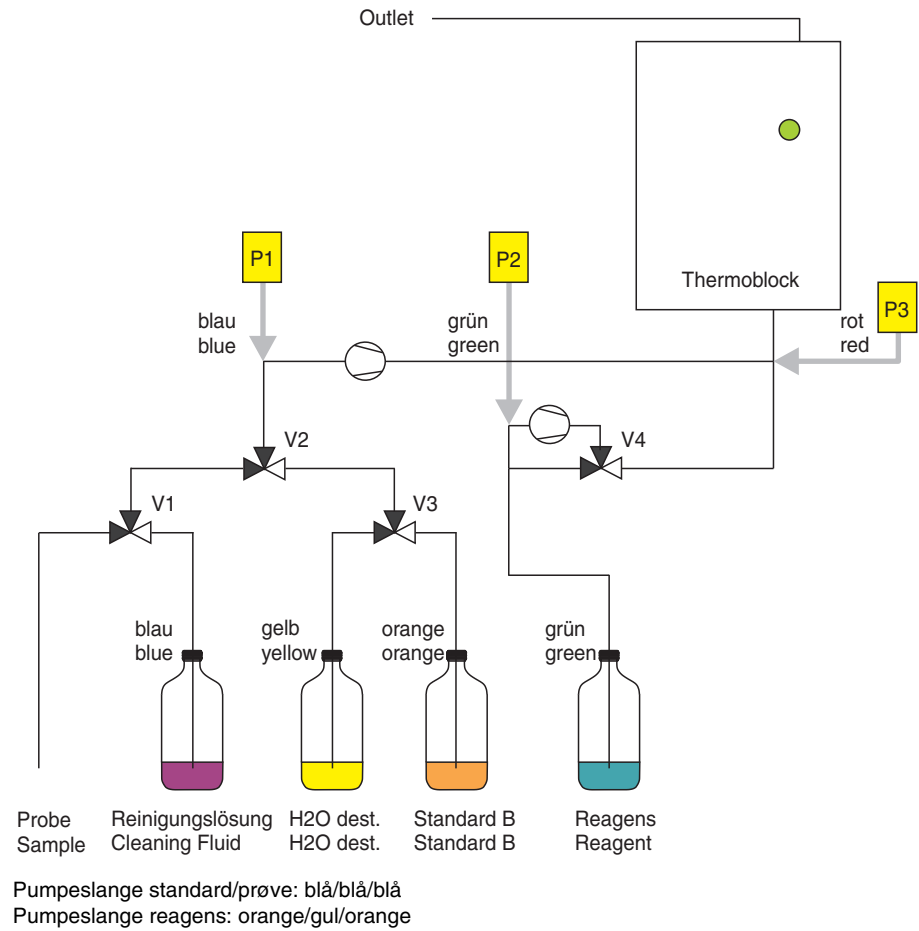 Outlet
Thermoblock
P1
P2
P3
blau
blue
grün
green
rot
red
V2
V4
V1
V3
blau
blue
gelb
yellow
orange
orange
grün
green
Probe
Sample
Reinigungslösung
Cleaning Fluid
H2O dest.
H2O dest.
Standard B
Standard B
Reagens
Reagent
Pumpeslange standard/prøve: blå/blå/blå
Pumpeslange reagens: orange/gul/orange